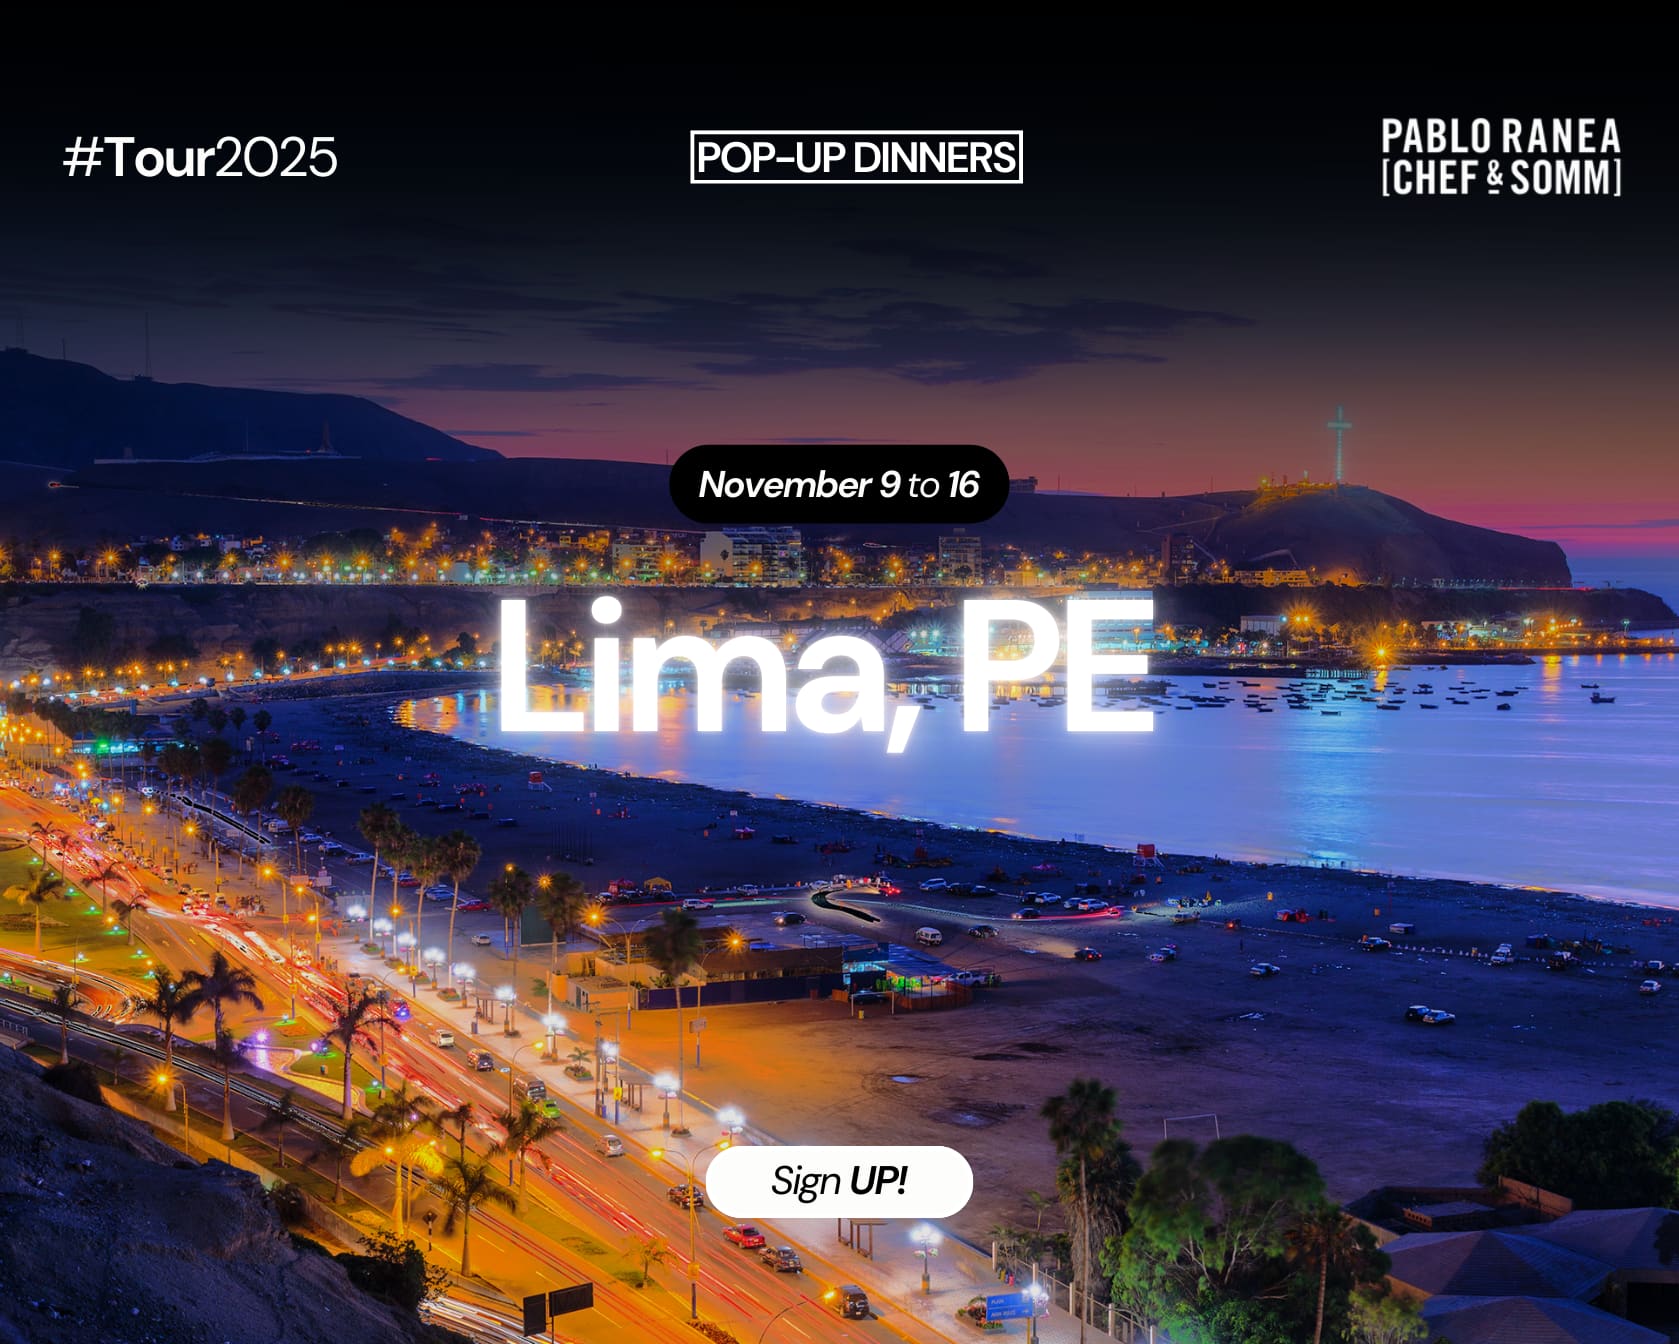 #Tour2025
POP-UP DINNERS
PABLO RANEA
[CHEF & SOMM]
November 9 to 16
Lima, PE
Sign UP!